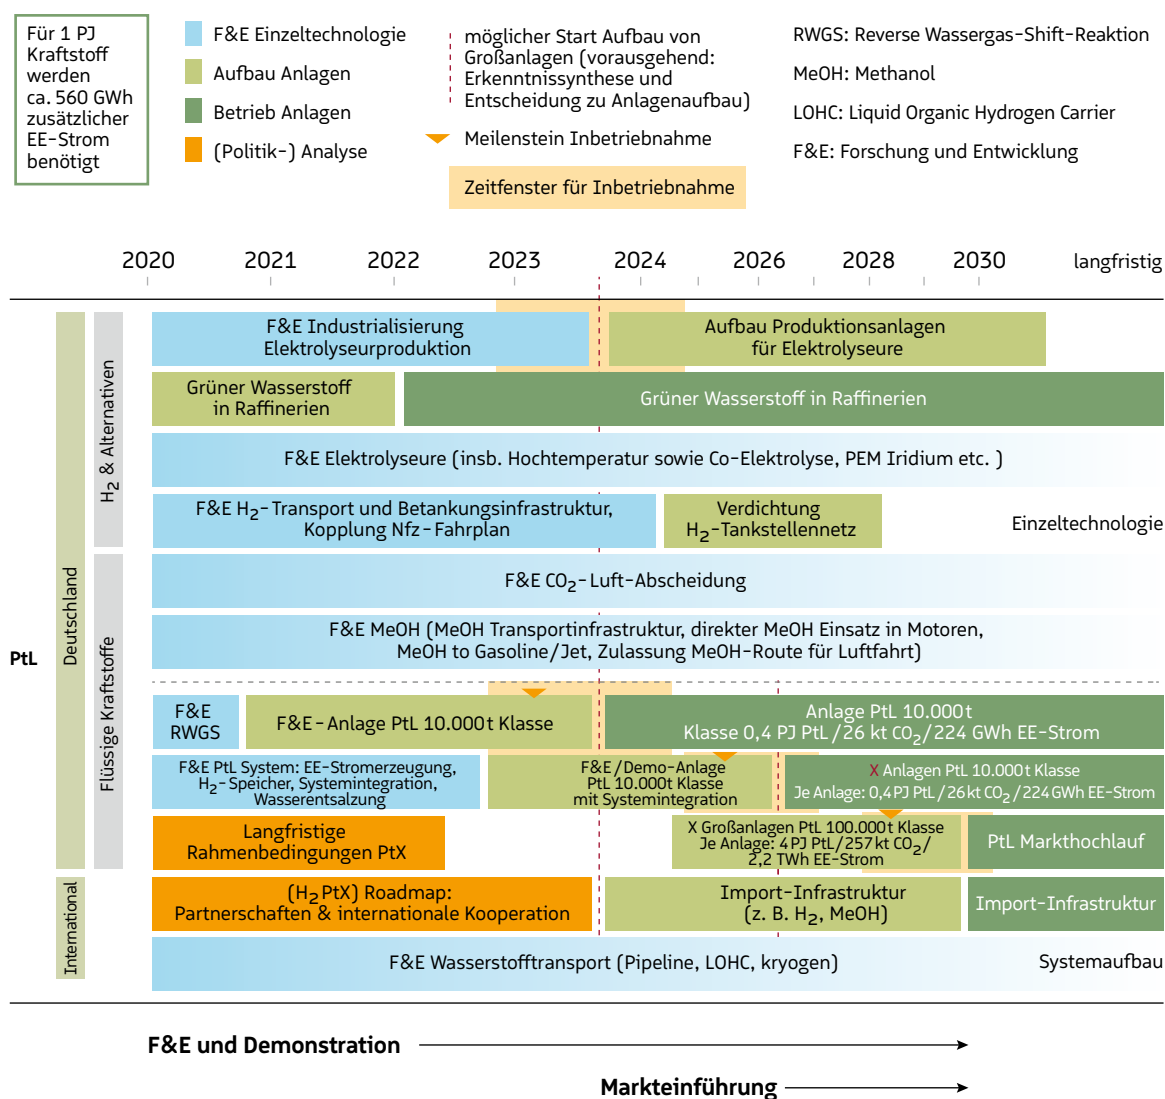 Für 1 PJ
Kraftstoff
werden
ca. 560 GWh
zusätzlicher
EE-Strom
benötigt
F&E Einzeltechnologie
Aufbau Anlagen
Betrieb Anlagen
(Politik-) Analyse
möglicher Start Aufbau von
Großanlagen (vorausgehend:
Erkenntnissynthese und
Entscheidung zu Anlagenaufbau)
Meilenstein Inbetriebnahme
Zeitfenster für Inbetriebnahme
RWGS: Reverse Wassergas-Shift-Reaktion
MeOH: Methanol
LOHC: Liquid Organic Hydrogen Carrier
F&E: Forschung und Entwicklung
2020 2021 2022 2023 2024 2026 2028 2030 langfristig
PtL
Deutschland
H2 & Alternativen
F&E Industrialisierung
Elektrolyseurproduktion
Aufbau Produktionsanlagen
für Elektrolyseure
Grüner Wasserstoff
in Raffinerien
Grüner Wasserstoff in Raffinerien
F&E Elektrolyseure (insb. Hochtemperatur sowie Co-Elektrolyse, PEM Iridium etc. )
F&E H2-Transport und Betankungsinfrastruktur,
Kopplung Nfz-Fahrplan
Verdichtung
H2-Tankstellennetz
Einzeltechnologie
Flüssige Kraftstoffe
F&E CO2-Luft-Abscheidung
F&E MeOH (MeOH Transportinfrastruktur, direkter MeOH Einsatz in Motoren,
MeOH to Gasoline/Jet, Zulassung MeOH-Route für Luftfahrt)
F&E
RWGS
F&E-Anlage PtL 10.000t Klasse
Anlage PtL 10.000t
Klasse 0,4 PJ PtL/26 kt CO2/224 GWh EE-Strom
F&E PtL System: EE-Stromerzeugung,
H2-Speicher, Systemintegration,
Wasserentsalzung
F&E/Demo-Anlage
PtL 10.000t Klasse
mit Systemintegration
X Anlagen PtL 10.000t Klasse
Je Anlage: 0,4PJ PtL/26kt CO2/224GWh EE-Strom
Langfristige
Rahmenbedingungen PtX
X Großanlagen PtL 100.000t Klasse
Je Anlage: 4PJ PtL/257kt CO2/
2,2 TWh EE-Strom
PtL Markthochlauf
International
(H2PtX) Roadmap:
Partnerschaften & internationale Kooperation
Import-Infrastruktur
(z. B. H2, MeOH)
Import-Infrastruktur
F&E Wasserstofftransport (Pipeline, LOHC, kryogen)
Systemaufbau
F&E und Demonstration
Markteinführung